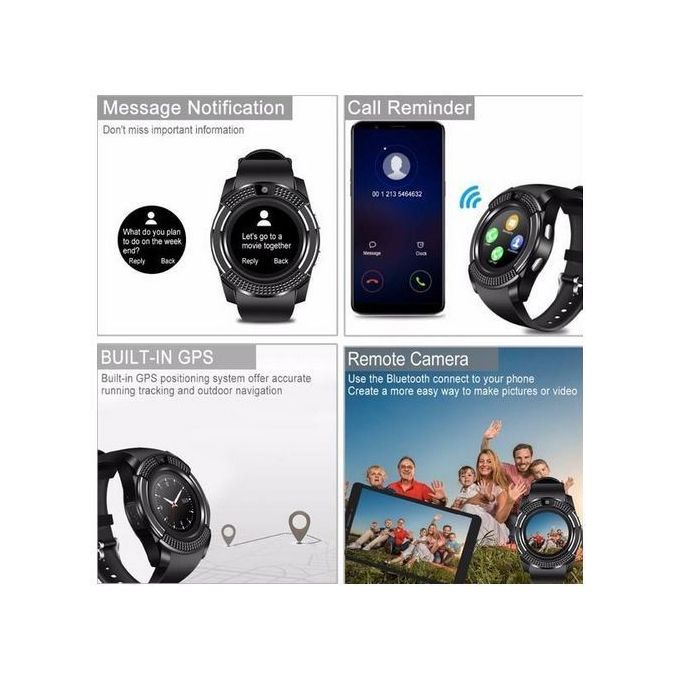 Message Notification
Don't miss important information
What do you plan
to do on the week
end?
Reply Back
Let's go to a
movie together
Reply Back
Call Reminder
00 1 213 5464632
Message Clock
BUILT-IN GPS
Built-in GPS positioning system offer accurate
running tracking and outdoor navigation
Remote Camera
Use the Bluetooth connect to your phone
Create a more easy way to make pictures or video